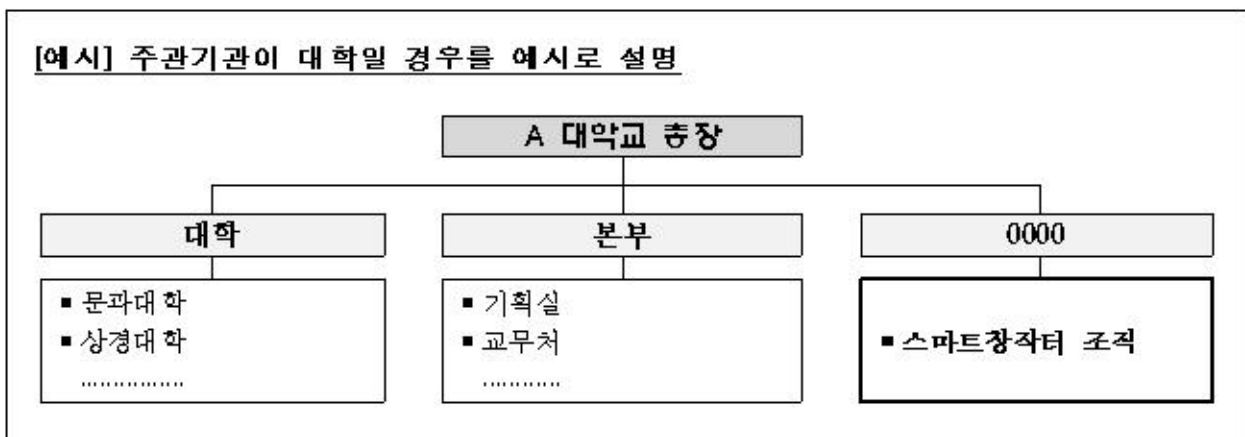 [예시] 주관기관이 대학일 경우를 예시로 설명
A 대학교 총장
대학
본부
0000
▪ 문과대학
▪ 상경대학
................
▪ 기획실
▪ 교무처
............
▪ 스마트창작터 조직